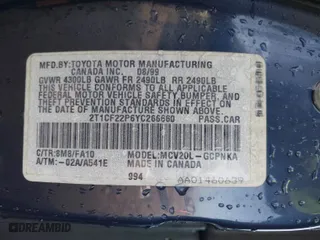 MFD.BY:TOYOTA MOTOR MANUFACTURING
CANADA INC. 08/99
GVWR 4300LB GAWR FR 2490LB RR 2490LB
THIS VEHICLE CONFORMS TO ALL APPLICABLE
FEDERAL MOTOR VEHICLE SAFETY, BUMPER, AND
THEFT PREVENTION STANDARDS IN EFFECT ON
THE DATE OF MANUFACTURE SHOWN ABOVE.
2T1CF22P6YC266660 PASS.CAR
C/TR:8M8/FA10 MODEL:MCV20L-GCPNKA
A/TM:-02A/A541E MADE IN CANADA
994